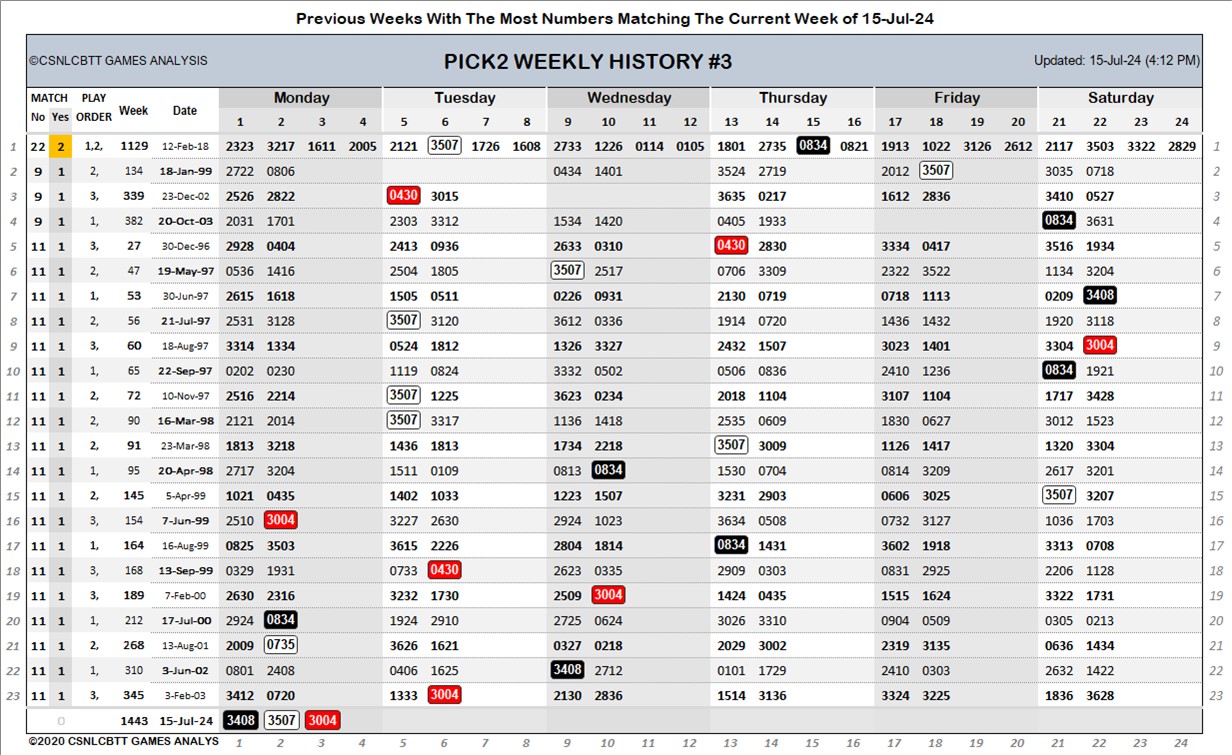 Previous Weeks With The Most Numbers Matching The Current Week of 15-Jul-24
©CSNLCBTT GAMES ANALYSIS PICK2 WEEKLY HISTORY #3 Updated: 15-Jul-24 (4:12 PM)
MATCH PLAY Week Date Monday Tuesday Wednesday Thursday Friday Saturday
No Yes ORDER 1 2 3 4 5 6 7 8 9 10 11 12 13 14 15 16 17 18 19 20 21 22 23 24
1 22 2 1,2, 1129 12-Feb-18 2323 3217 1611 2005 2121 3507 1726 1608 2733 1226 0114 0105 1801 2735 0834 0821 1913 1022 3126 2612 2117 3503 3322 2829 1
2 9 1 2, 134 18-Jan-99 2722 0806 0434 1401 3524 2719 2012 3507 3035 0718 2
3 9 1 3, 339 23-Dec-02 2526 2822 0430 3015 3635 0217 1612 2836 3410 0527 3
4 9 1 1, 382 20-Oct-03 2031 1701 2303 3312 1534 1420 0405 1933 0834 3631 4
5 11 1 3, 27 30-Dec-96 2928 0404 2413 0936 2633 0310 0430 2830 3334 0417 3516 1934 5
6 11 1 2, 47 19-May-97 0536 1416 2504 1805 3507 2517 0706 3309 2322 3522 1134 3204 6
7 11 1 1, 53 30-Jun-97 2615 1618 1505 0511 0226 0931 2130 0719 0718 1113 0209 3408 7
8 11 1 2, 56 21-Jul-97 2531 3128 3507 3120 3612 0336 1914 0720 1436 1432 1920 3118 8
9 11 1 3, 60 18-Aug-97 3314 1334 0524 1812 1326 3327 2432 1507 3023 1401 3304 3004 9
10 11 1 1, 65 22-Sep-97 0202 0230 1119 0824 3332 0502 0506 0836 2410 1236 0834 1921 10
11 11 1 2, 72 10-Nov-97 2516 2214 3507 1225 3623 0234 2018 1104 3107 1104 1717 3428 11
12 11 1 2, 90 16-Mar-98 2121 2014 3507 3317 1136 1418 2535 0609 1830 0627 3012 1523 12
13 11 1 2, 91 23-Mar-98 1813 3218 1436 1813 1734 2218 3507 3009 1126 1417 1320 3304 13
14 11 1 1, 95 20-Apr-98 2717 3204 1511 0109 0813 0834 1530 0704 0814 3209 2617 3201 14
15 11 1 2, 145 5-Apr-99 1021 0435 1402 1033 1223 1507 3231 2903 0606 3025 3507 3207 15
16 11 1 3, 154 7-Jun-99 2510 3004 3227 2630 2924 1023 3634 0508 0732 3127 1036 1703 16
17 11 1 1, 164 16-Aug-99 0825 3503 3615 2226 2804 1814 0834 1431 3602 1918 3313 0708 17
18 11 1 3, 168 13-Sep-99 0329 1931 0733 0430 2623 0335 2909 0303 0831 2925 2206 1128 18
19 11 1 3, 189 7-Feb-00 2630 2316 3232 1730 2509 3004 1424 0435 1515 1624 3322 1731 19
20 11 1 1, 212 17-Jul-00 2924 0834 1924 2910 2725 0624 3026 3310 0904 0509 0305 0213 20
21 11 1 2, 268 13-Aug-01 2009 0735 3626 1621 0327 0218 2029 3002 2319 3135 0636 1434 21
22 11 1 1, 310 3-Jun-02 0801 2408 0406 1625 3408 2712 0101 1729 2410 0303 2632 1422 22
23 11 1 3, 345 3-Feb-03 3412 0720 1333 3004 2130 2836 1514 3136 3324 3225 1836 3628 23
0 1443 15-Jul-24 3408 3507 3004
©2020 CSNLCBTT GAMES ANALYS 1 2 3 4 5 6 7 8 9 10 11 12 13 14 15 16 17 18 19 20 21 22 23 24